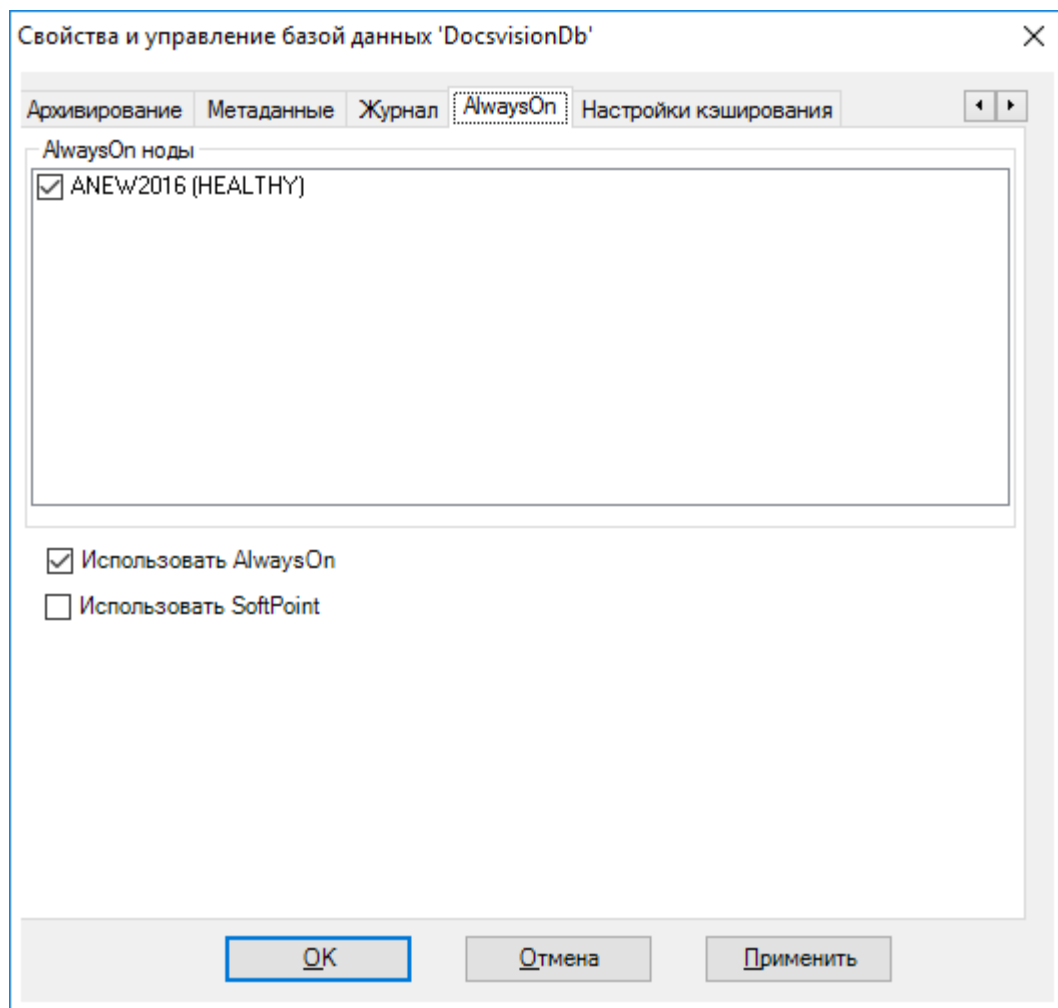 Свойства и управление базой данных 'DocsvisionDb'
Архивирование Метаданные Журнал AlwaysOn Настройки кэширования
AlwaysOn ноды
ANEW2016 (HEALTHY)
Использовать AlwaysOn
Использовать SoftPoint
OK Отмена Применить